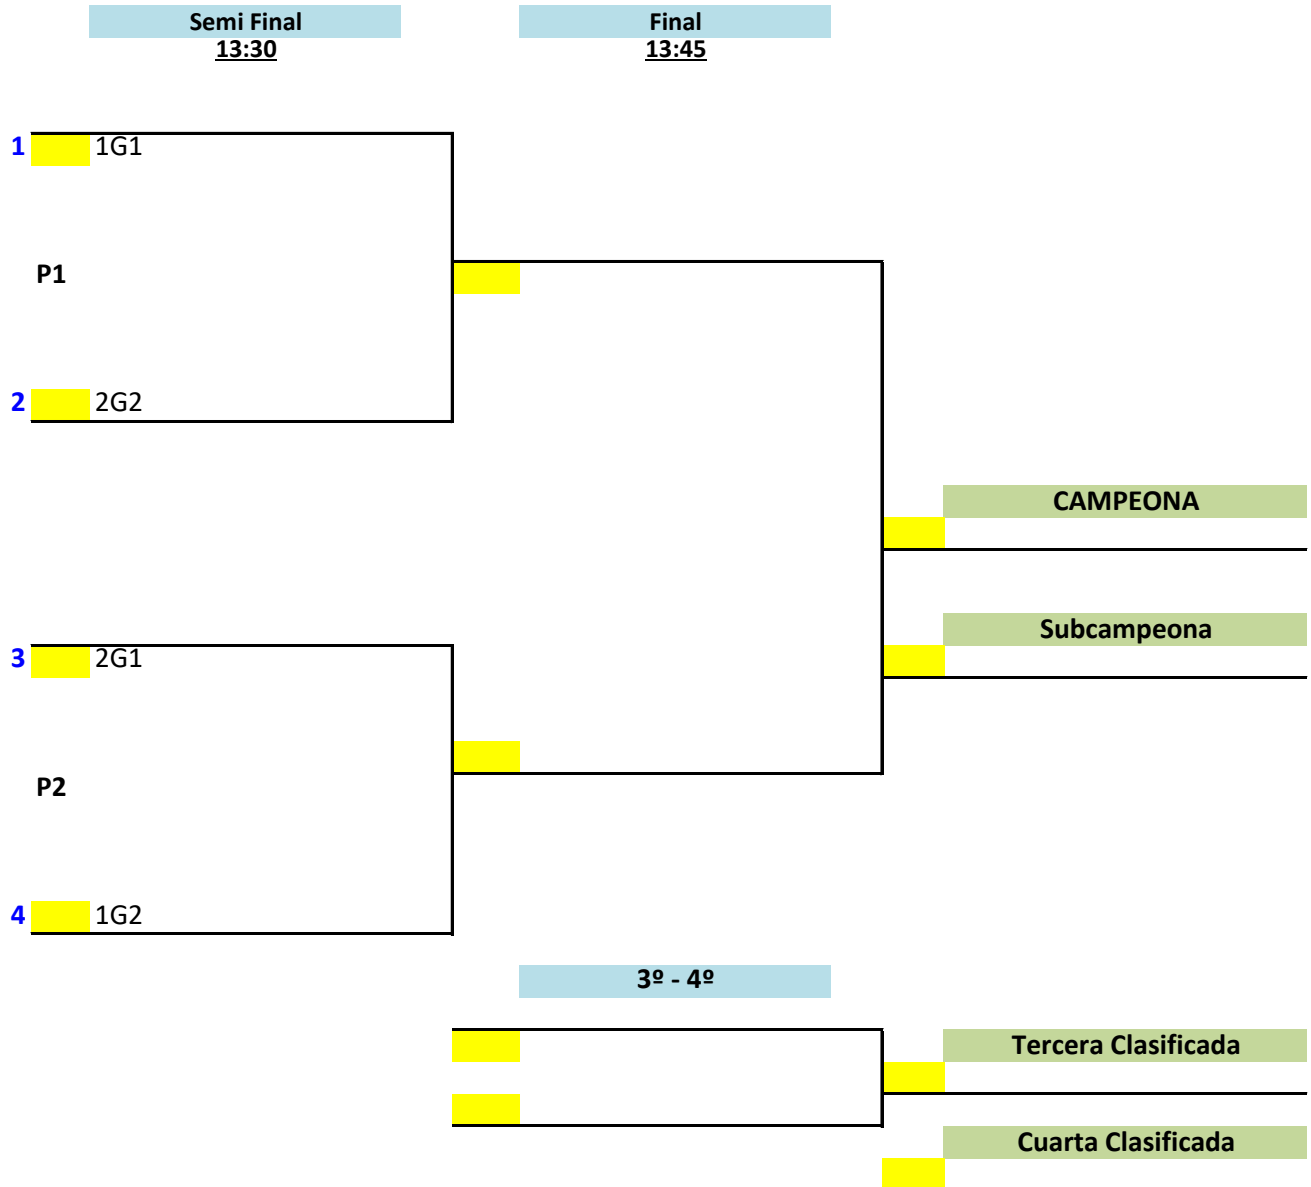 Semi Final
Final
13:30
13:45
1 1G1
P1
2 2G2
CAMPEONA
Subcampeona
3 2G1
P2
4 1G2
3º - 4º
Tercera Clasificada
Cuarta Clasificada